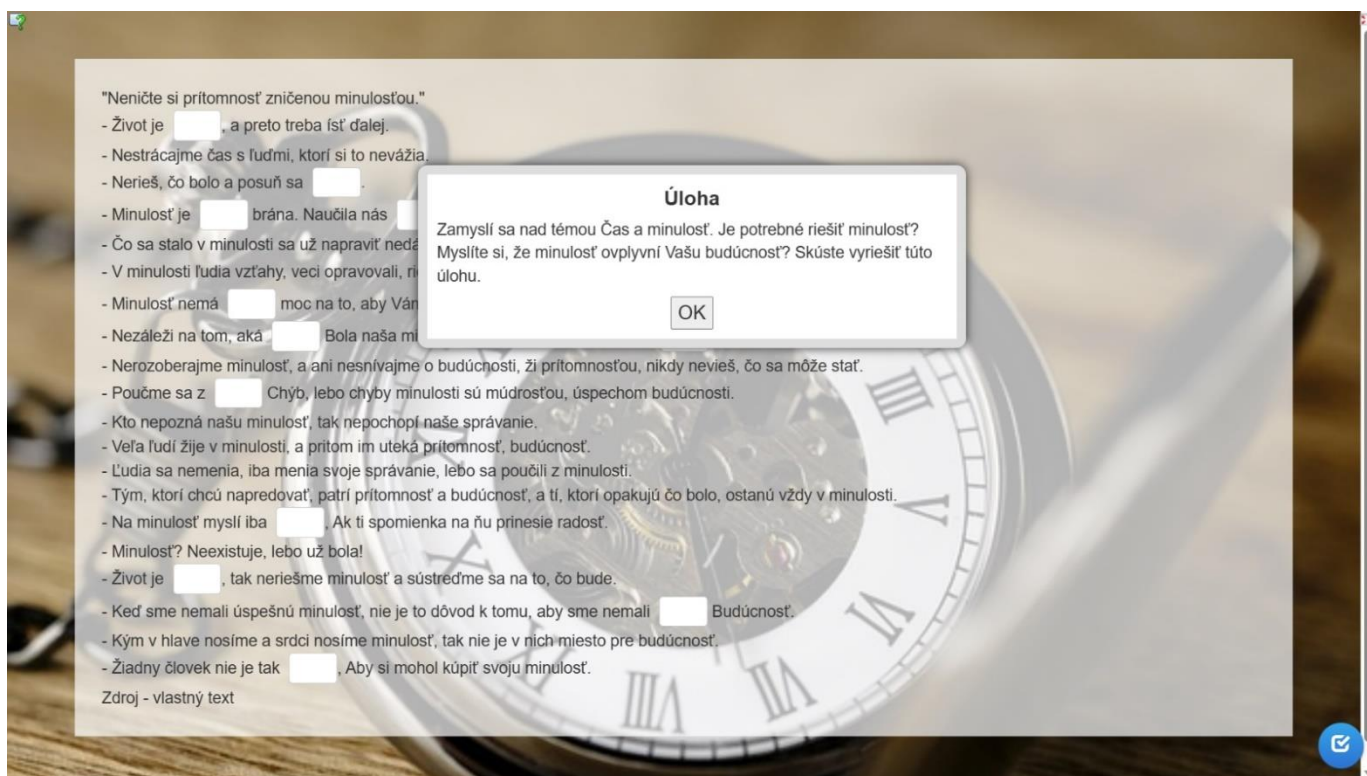 "Neničte si prítomnosť zničenou minulosťou."
- Život je , a preto treba ísť ďalej.
- Nestrácajme čas s ľuďmi, ktorí si to nevážia.
- Nerieš, čo bolo a posuň sa .
- Minulosť je brána. Naučila nás
- Čo sa stalo v minulosti sa už napraviť nedá
- V minulosti ľudia vzťahy, veci opravovali,
- Minulosť nemá moc na to, aby Vám
- Nezáleži na tom, aká Bola naša
- Nerozoberajme minulosť, a ani nesnívajme o budúcnosti, ži prítomnosťou, nikdy nevieš, čo sa môže stať.
- Poučme sa z Chýb, lebo chyby minulosti sú múdrosťou, úspechom budúcnosti.
- Kto nepozná našu minulosť, tak nepochopí naše správanie.
- Veľa ľudí žije v minulosti, a pritom im uteká prítomnosť, budúcnosť.
- Ľudia sa nemenia, iba menia svoje správanie, lebo sa poučili z minulosti.
- Tým, ktorí chcú napredovať, patrí prítomnosť a budúcnosť, a tí, ktorí opakujú čo bolo, ostanú vždy v minulosti.
- Na minulosť myslí iba , Ak ti spomienka na ňu prinesie radosť.
- Minulosť? Neexistuje, lebo už bola!
- Život je , tak neriešme minulosť a sústreďme sa na to, čo bude.
- Keď sme nemali úspešnú minulosť, nie je to dôvod k tomu, aby sme nemali Budúcnosť.
- Kým v hlave nosíme a srdci nosíme minulosť, tak nie je v nich miesto pre budúcnosť.
- Žiadny človek nie je tak , Aby si mohol kúpiť svoju minulosť.
Zdroj - vlastný text
Úloha
Zamyslí sa nad témou Čas a minulosť. Je potrebné riešiť minulosť?
Myslíte si, že minulosť ovplyvní Vašu budúcnosť? Skúste vyriešiť túto
úlohu.
OK